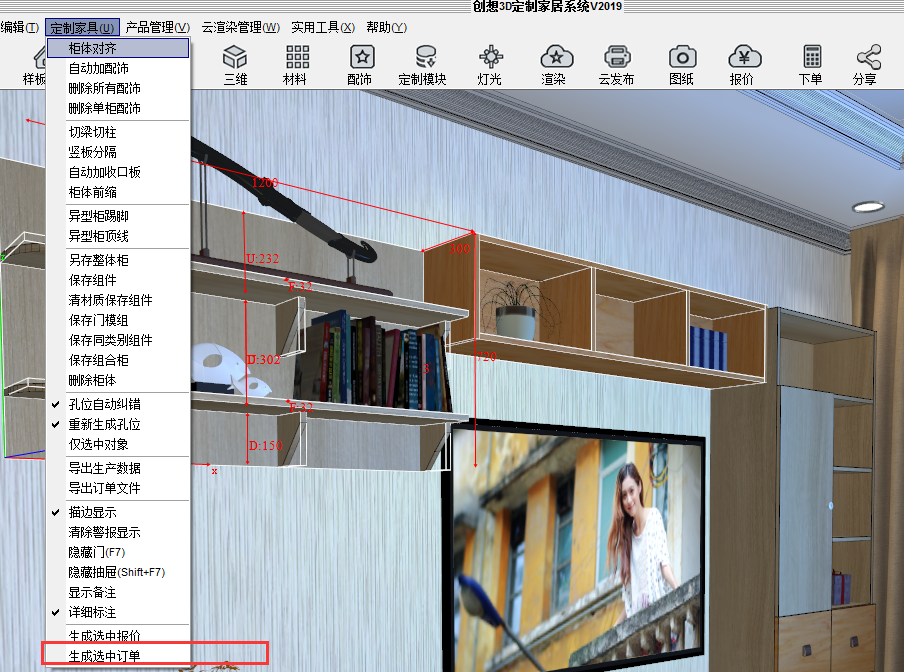 创想3D定制家居系统V2019
编辑(T) 定制家具(U) 产品管理(V) 云渲染管理(W) 实用工具(X) 帮助(Y)
样板 三维 材料 配饰 定制模块 灯光 渲染 云发布 图纸 报价 下单 分享
柜体对齐
自动加配饰
删除所有配饰
删除单柜配饰
切梁切柱
竖板分隔
自动加收口板
柜体前缩
异型柜踢脚
异型柜顶线
另存整体柜
保存组件
清材质保存组件
保存门模组
保存同类别组件
保存组合柜
删除柜体
孔位自动纠错
重新生成孔位
仅选中对象
导出生产数据
导出订单文件
描边显示
清除警报显示
隐藏门(F7)
隐藏抽屉(Shift+F7)
显示备注
详细标注
生成选中报价
生成选中订单
1200
300
U:232
F:32
U:302
720
F:32
D:150
x